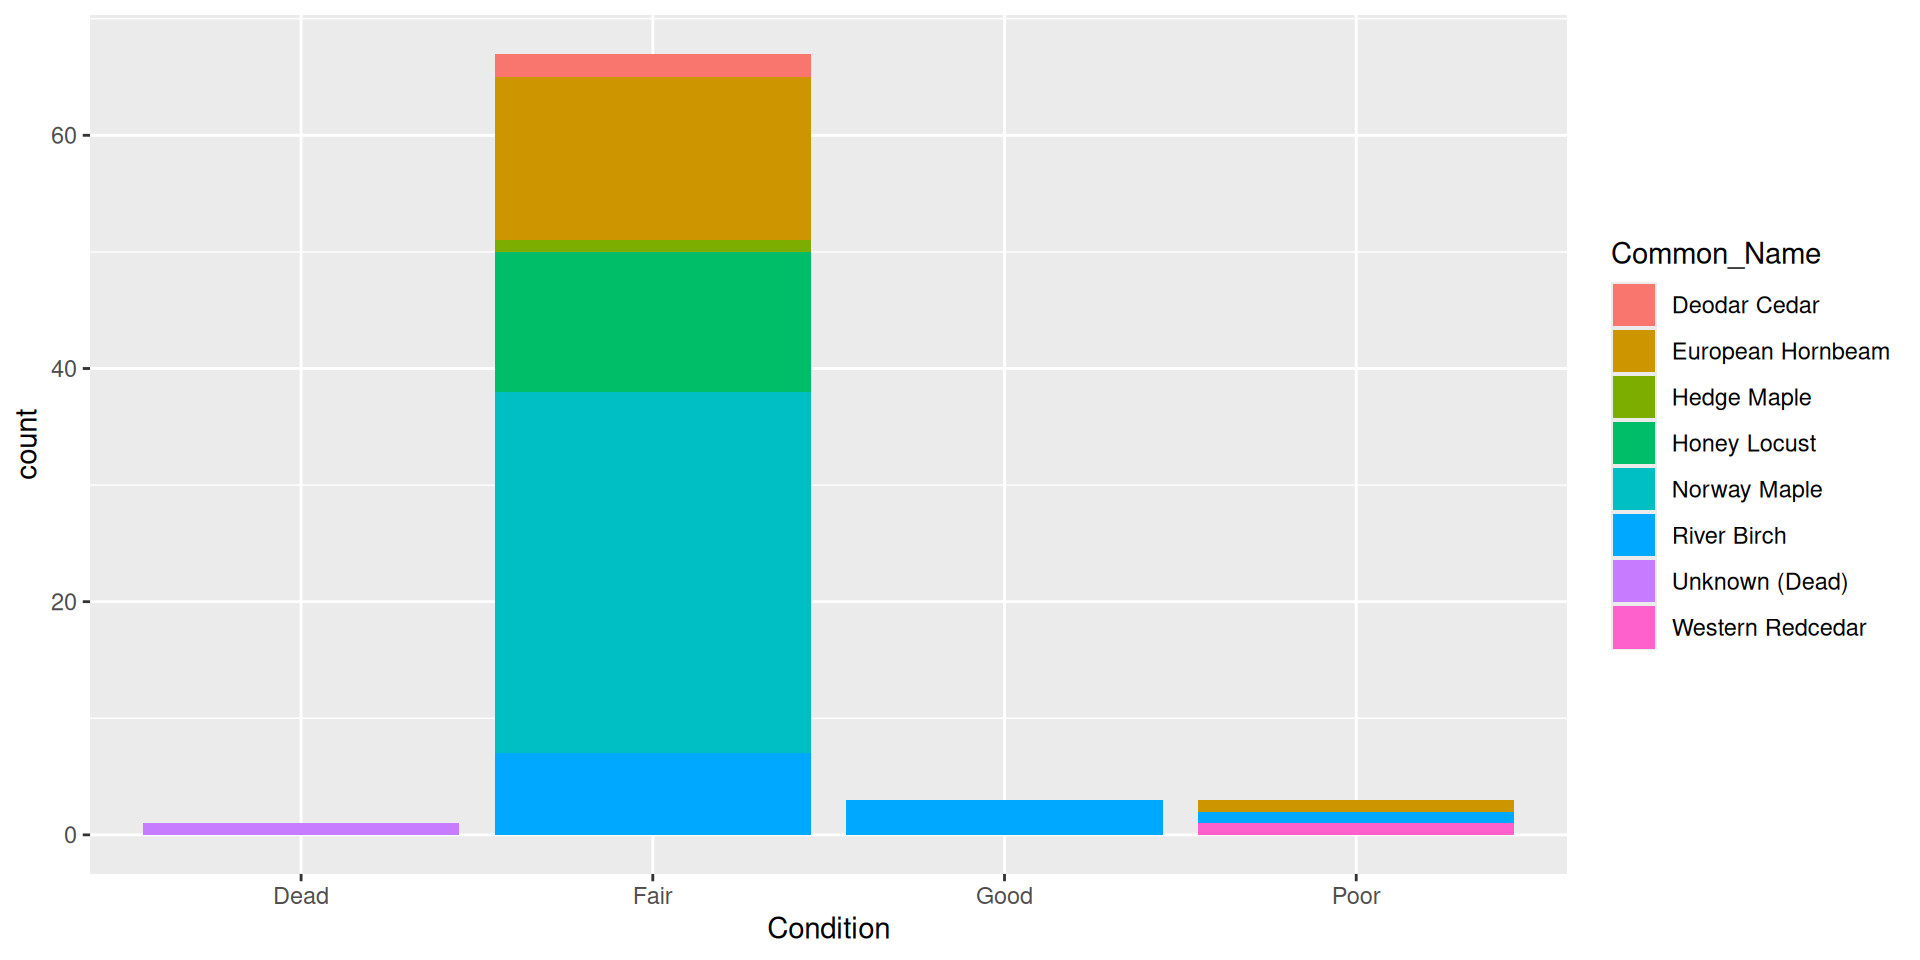 60
40
20
0
count
Dead
Fair
Good
Poor
Condition
Common_Name
Deodar Cedar
European Hornbeam
Hedge Maple
Honey Locust
Norway Maple
River Birch
Unknown (Dead)
Western Redcedar